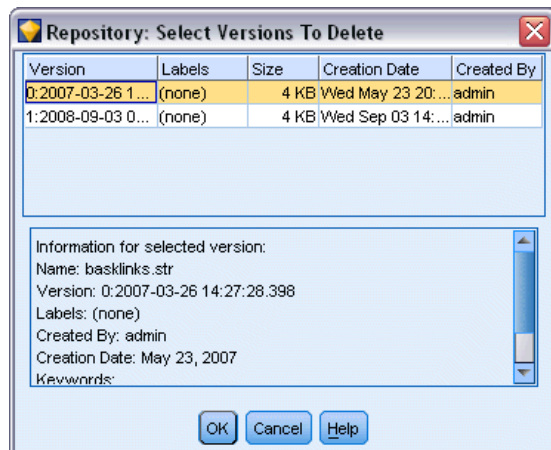 Repository: Select Versions To Delete
Version Labels Size Creation Date Created By
0:2007-03-26 1... (none) 4 KB Wed May 23 20:... admin
1:2008-09-03 0... (none) 4 KB Wed Sep 03 14:... admin
Information for selected version:
Name: basklinks.str
Version: 0:2007-03-26 14:27:28.398
Labels: (none)
Created By: admin
Creation Date: May 23, 2007
Keywords:
OK Cancel Help